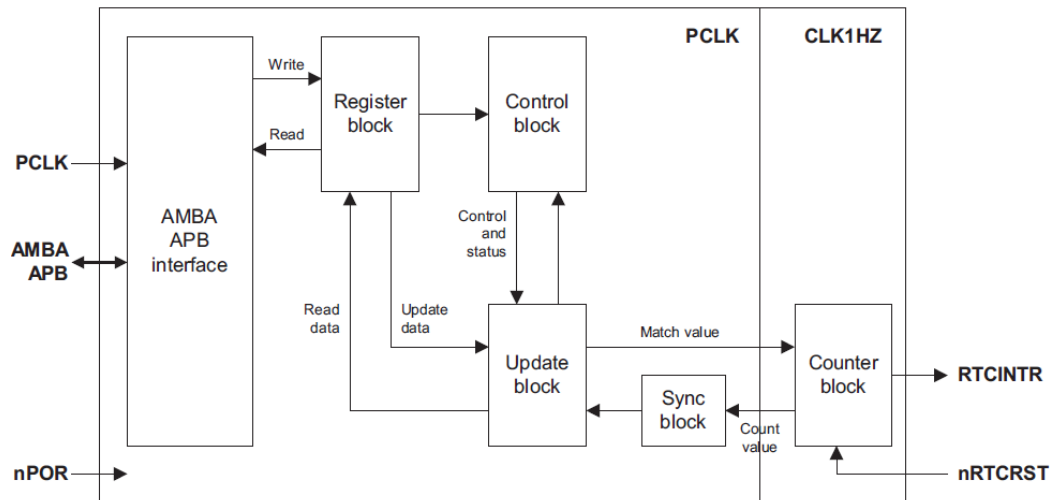 PCLK
CLK1HZ
Write
Register
block
Control
block
Read
PCLK
AMBA
APB
interface
Control
and
status
AMBA
APB
Read
data
Update
data
Match value
Update
block
Counter
block
RTCINTR
Sync
block
Count
value
nPOR
nRTCRST